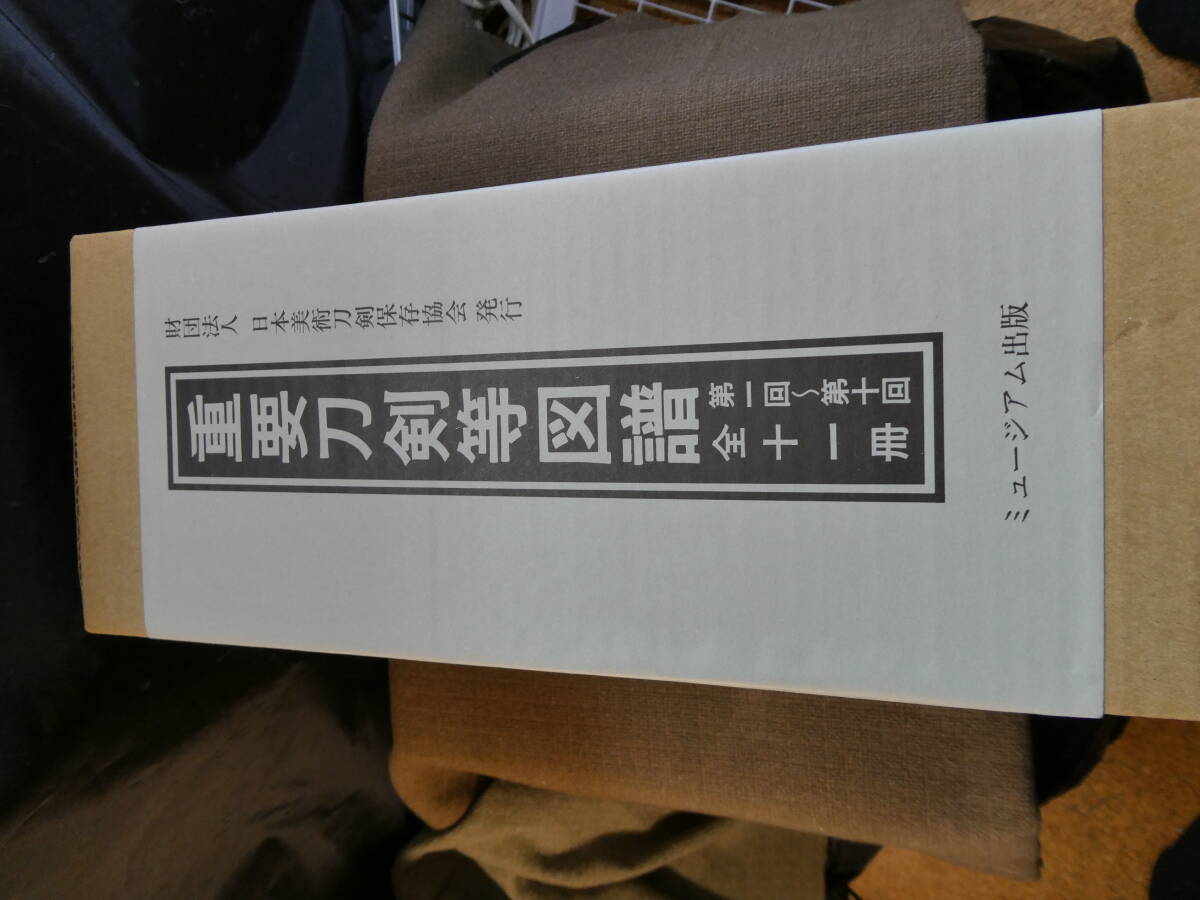 財団法人 日本美術刀剣保存協会 発行
重要刀剣等図譜
第一回～第十回
全十一冊
ミュージアム出版